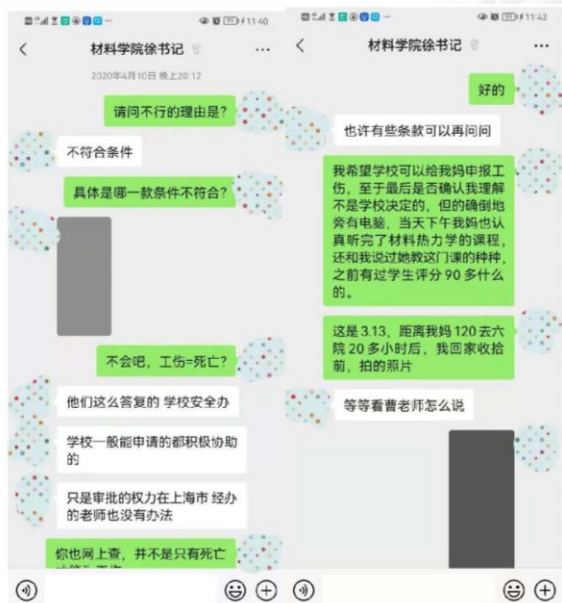 11:40
材料学院徐书记
2020年4月10日 晚上20:12
请问不行的理由是?
不符合条件
具体是哪一款条件不符合?
不会吧,工伤=死亡?
他们这么答复的 学校安全办
学校一般能申请的都积极协助
的
只是审批的权力在上海市 经办
的老师也没有办法
你也网上查,并不是只有死亡
11:42
材料学院徐书记
好的
也许有些条款可以再问问
我希望学校可以给我妈申报工
伤,至于最后是否确认我理解
不是学校决定的,但的确倒地
旁有电脑,当天下午我妈也认
真听完了材料热力学的课程,
还和我说过她教这门课的种种,
之前有过学生评分 90 多什么
的。
这是 3.13,距离我妈 120 去六
院 20 多小时后,我回家收拾
前,拍的照片
等等看曹老师怎么说